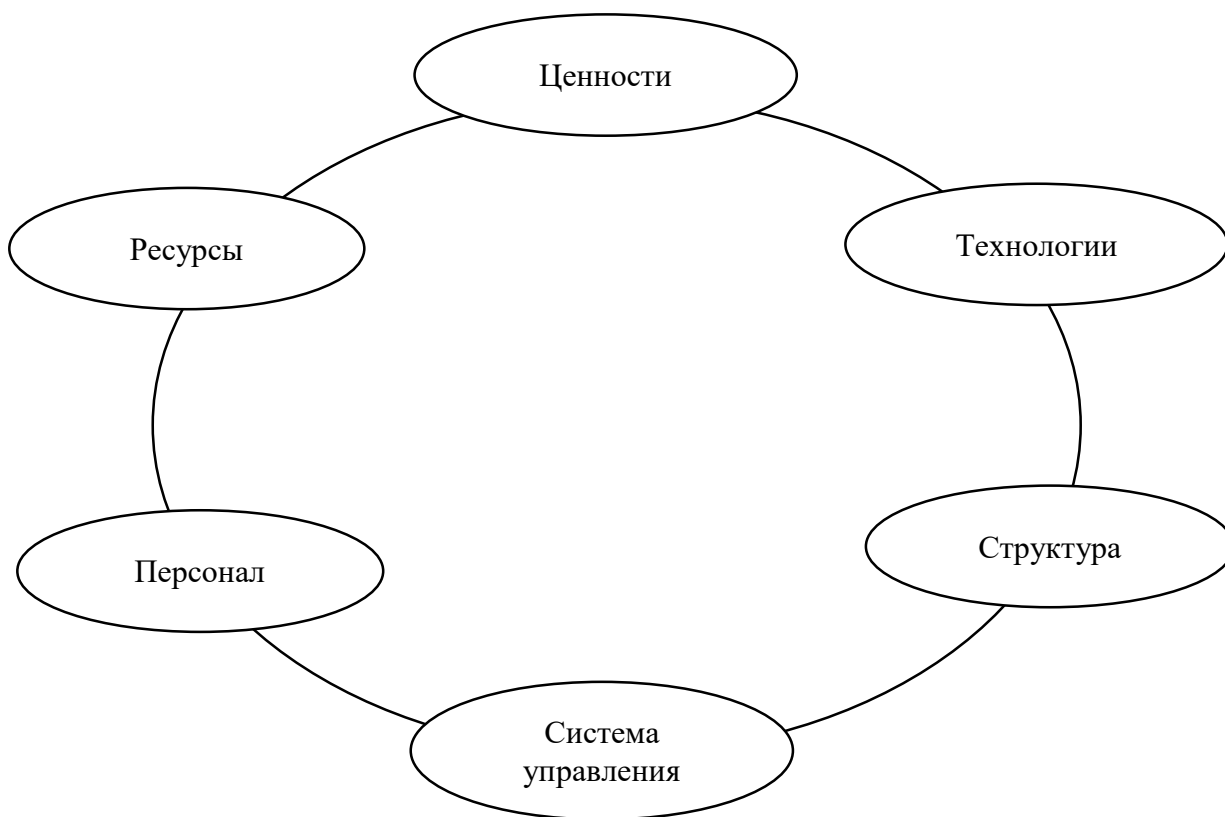 Ценности
Ресурсы
Технологии
Персонал
Структура
Система
управления